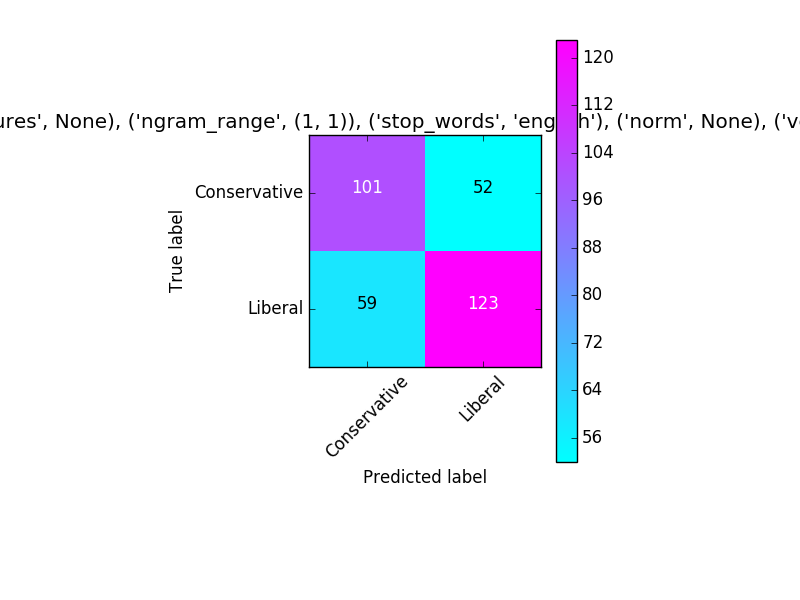 120
ures', None), ('ngram_range', (1, 1)), ('stop_words', 'english'), ('norm', None), ('v
112
104
Conservative 101 52
96
True label
88
80
Liberal 59 123
72
64
56
Conservative Liberal
Predicted label